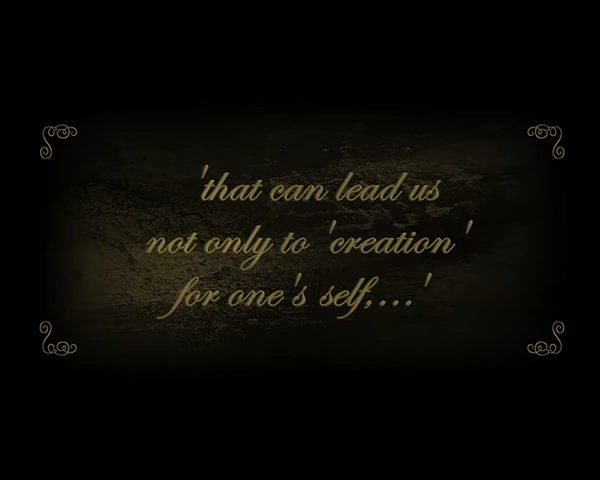 'that can lead us
not only to 'creation'
for one's self,....'